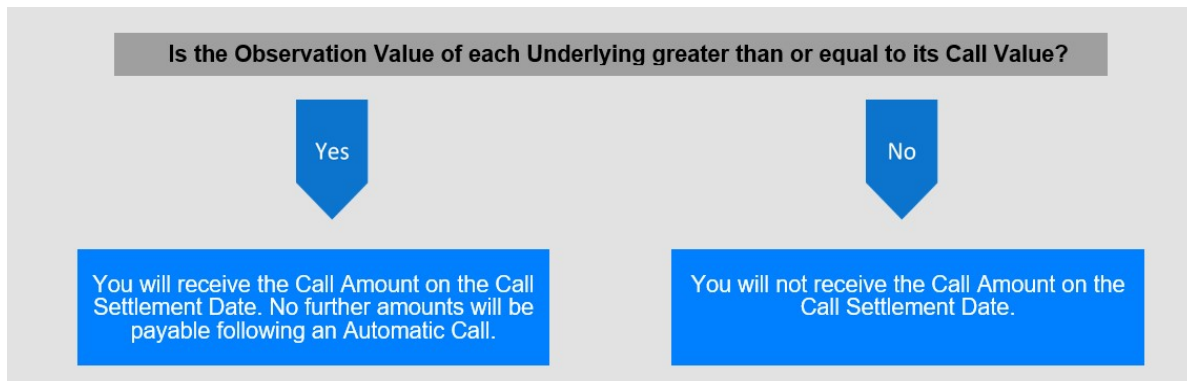 Is the Observation Value of each Underlying greater than or equal to its Call Value?
Yes
No
You will receive the Call Amount on the Call
Settlement Date. No further amounts will be
payable following an Automatic Call.
You will not receive the Call Amount on the
Call Settlement Date.